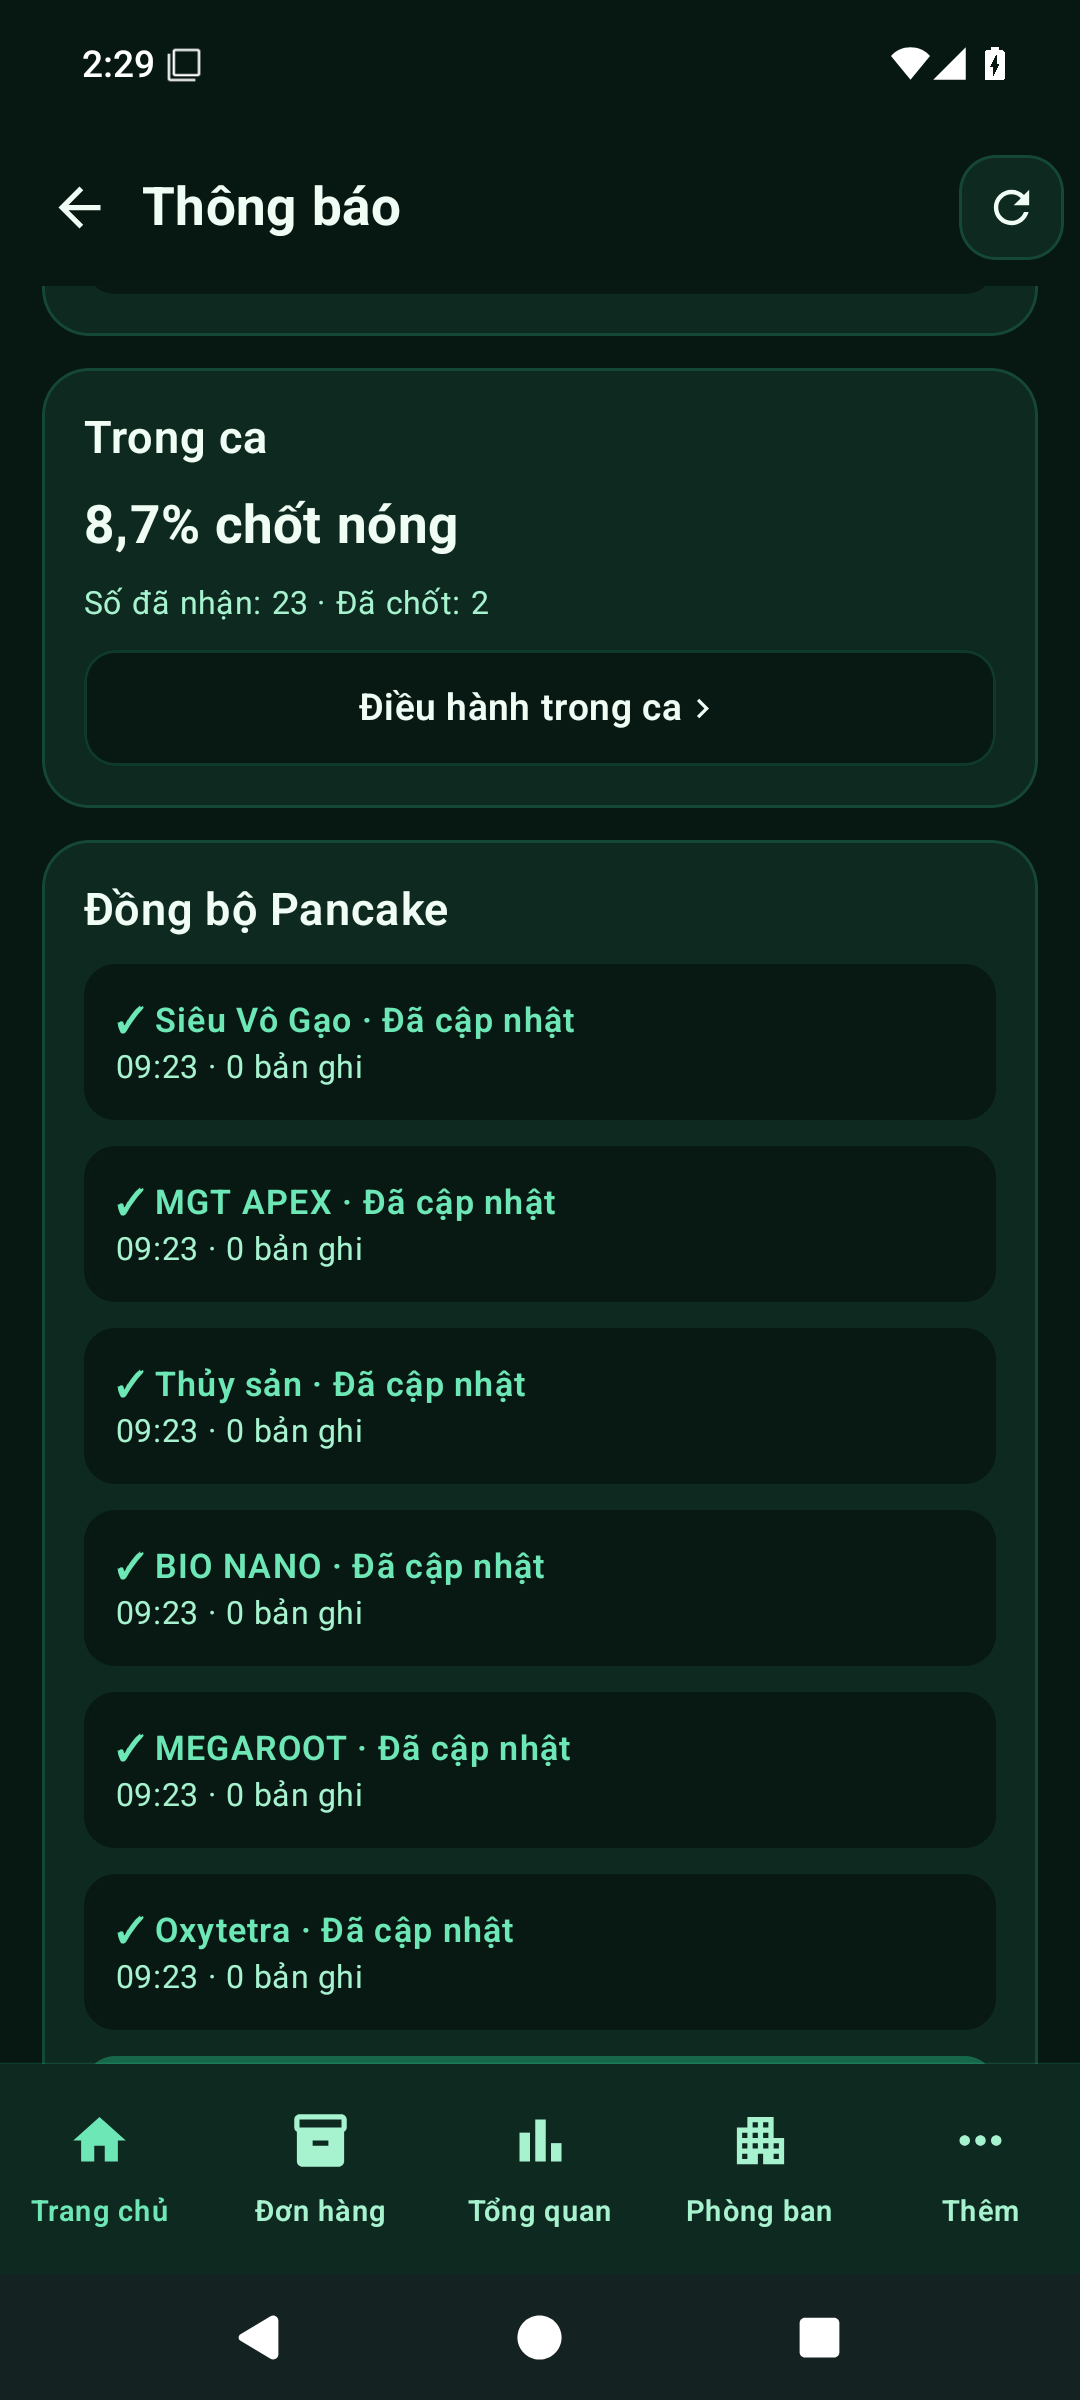 2:29
Thông báo
Trong ca
8,7% chốt nóng
Số đã nhận: 23 · Đã chốt: 2
Điều hành trong ca ›
Đồng bộ Pancake
✓ Siêu Vô Gạo · Đã cập nhật
09:23 · 0 bản ghi
✓ MGT APEX · Đã cập nhật
09:23 · 0 bản ghi
✓ Thủy sản · Đã cập nhật
09:23 · 0 bản ghi
✓ BIO NANO · Đã cập nhật
09:23 · 0 bản ghi
✓ MEGAROOT · Đã cập nhật
09:23 · 0 bản ghi
✓ Oxytetra · Đã cập nhật
09:23 · 0 bản ghi
Trang chủ
Đơn hàng
Tổng quan
Phòng ban
Thêm